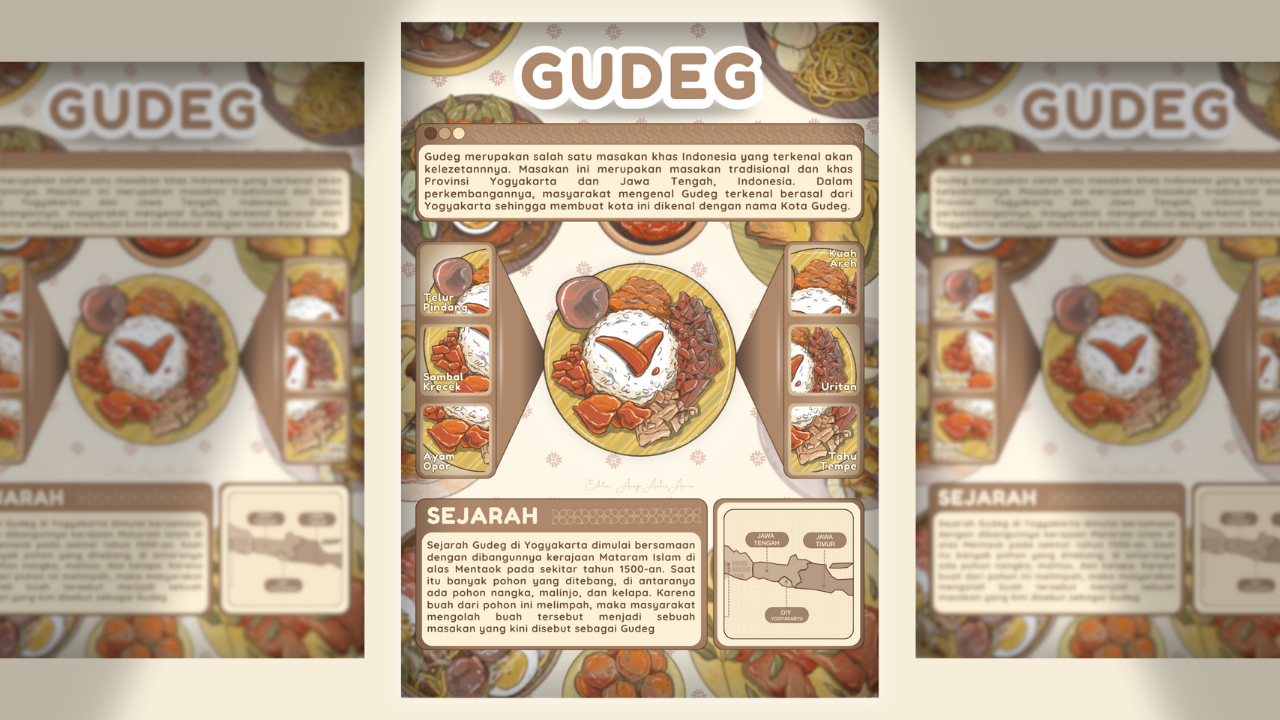 GUDEG
Gudeg merupakan salah satu masakan khas Indonesia yang terkenal akan
kelezetannnya. Masakan ini merupakan masakan tradisional dan khas
Provinsi Yogyakarta dan Jawa Tengah, Indonesia. Dalam
perkembangannya, masyarakat mengenal Gudeg terkenal berasal dari
Yogyakarta sehingga membuat kota ini dikenal dengan nama Kota Gudeg.
Telur
Pindang
Sambal
Krecek
Ayam
Opor
Kuah
Areh
Uritan
Tahu
Tempe
SEJARAH
Sejarah Gudeg di Yogyakarta dimulai bersamaan
dengan dibangunnya kerajaan Mataram Islam di
alas Mentaok pada sekitar tahun 1500-an. Saat
itu banyak pohon yang ditebang, di antaranya
ada pohon nangka, malinjo, dan kelapa. Karena
buah dari pohon ini melimpah, maka masyarakat
mengolah buah tersebut menjadi sebuah
masakan yang kini disebut sebagai Gudeg
JAWA
TENGAH
JAWA
TIMUR
DIY
YOGYAKARTA
GUDEG
SEJARAH
GUDEG